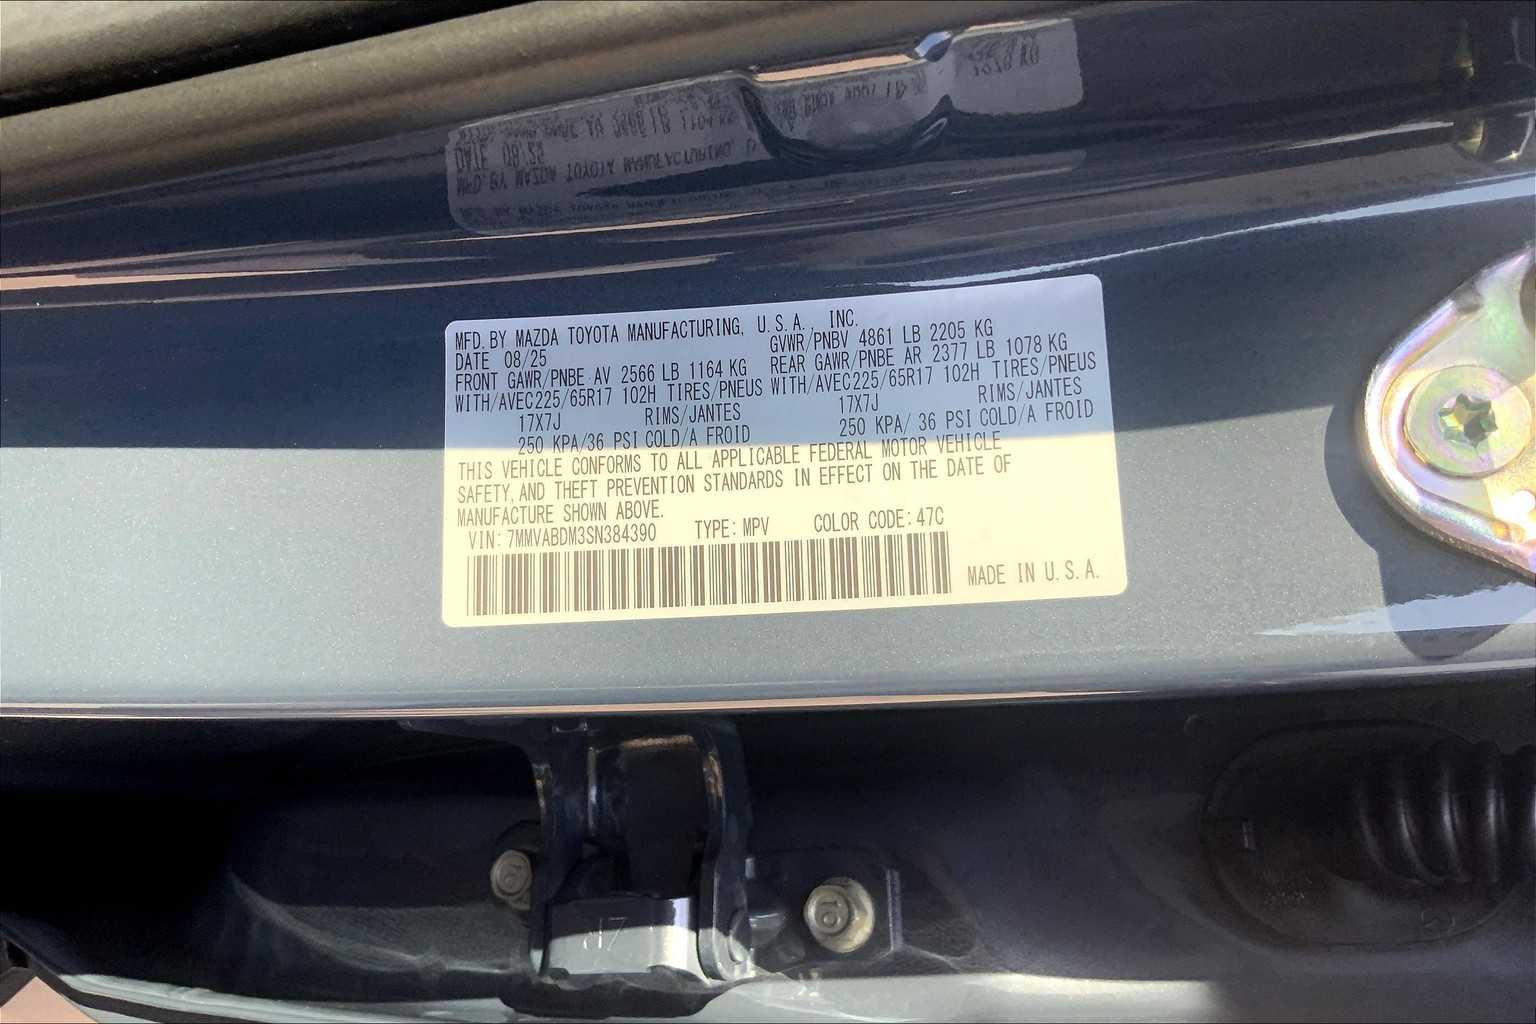 MFD. BY MAZDA TOYOTA MANUFACTURING, U.S.A., INC.
DATE 08/25 GVWR/PNBV 4861 LB 2205 KG
FRONT GAWR/PNBE AV 2566 LB 1164 KG REAR GAWR/PNBE AR 2377 LB 1078 KG
WITH/AVEC225/65R17 102H TIRES/PNEUS WITH/AVEC225/65R17 102H TIRES/PNEUS
17X7J RIMS/JANTES 17X7J RIMS/JANTES
250 KPA/36 PSI COLD/A FROID 250 KPA/ 36 PSI COLD/A FROID
THIS VEHICLE CONFORMS TO ALL APPLICABLE FEDERAL MOTOR VEHICLE
SAFETY, AND THEFT PREVENTION STANDARDS IN EFFECT ON THE DATE OF
MANUFACTURE SHOWN ABOVE.
VIN: 7MMVABDM3SN384390 TYPE: MPV COLOR CODE: 47C
MADE IN U.S.A.